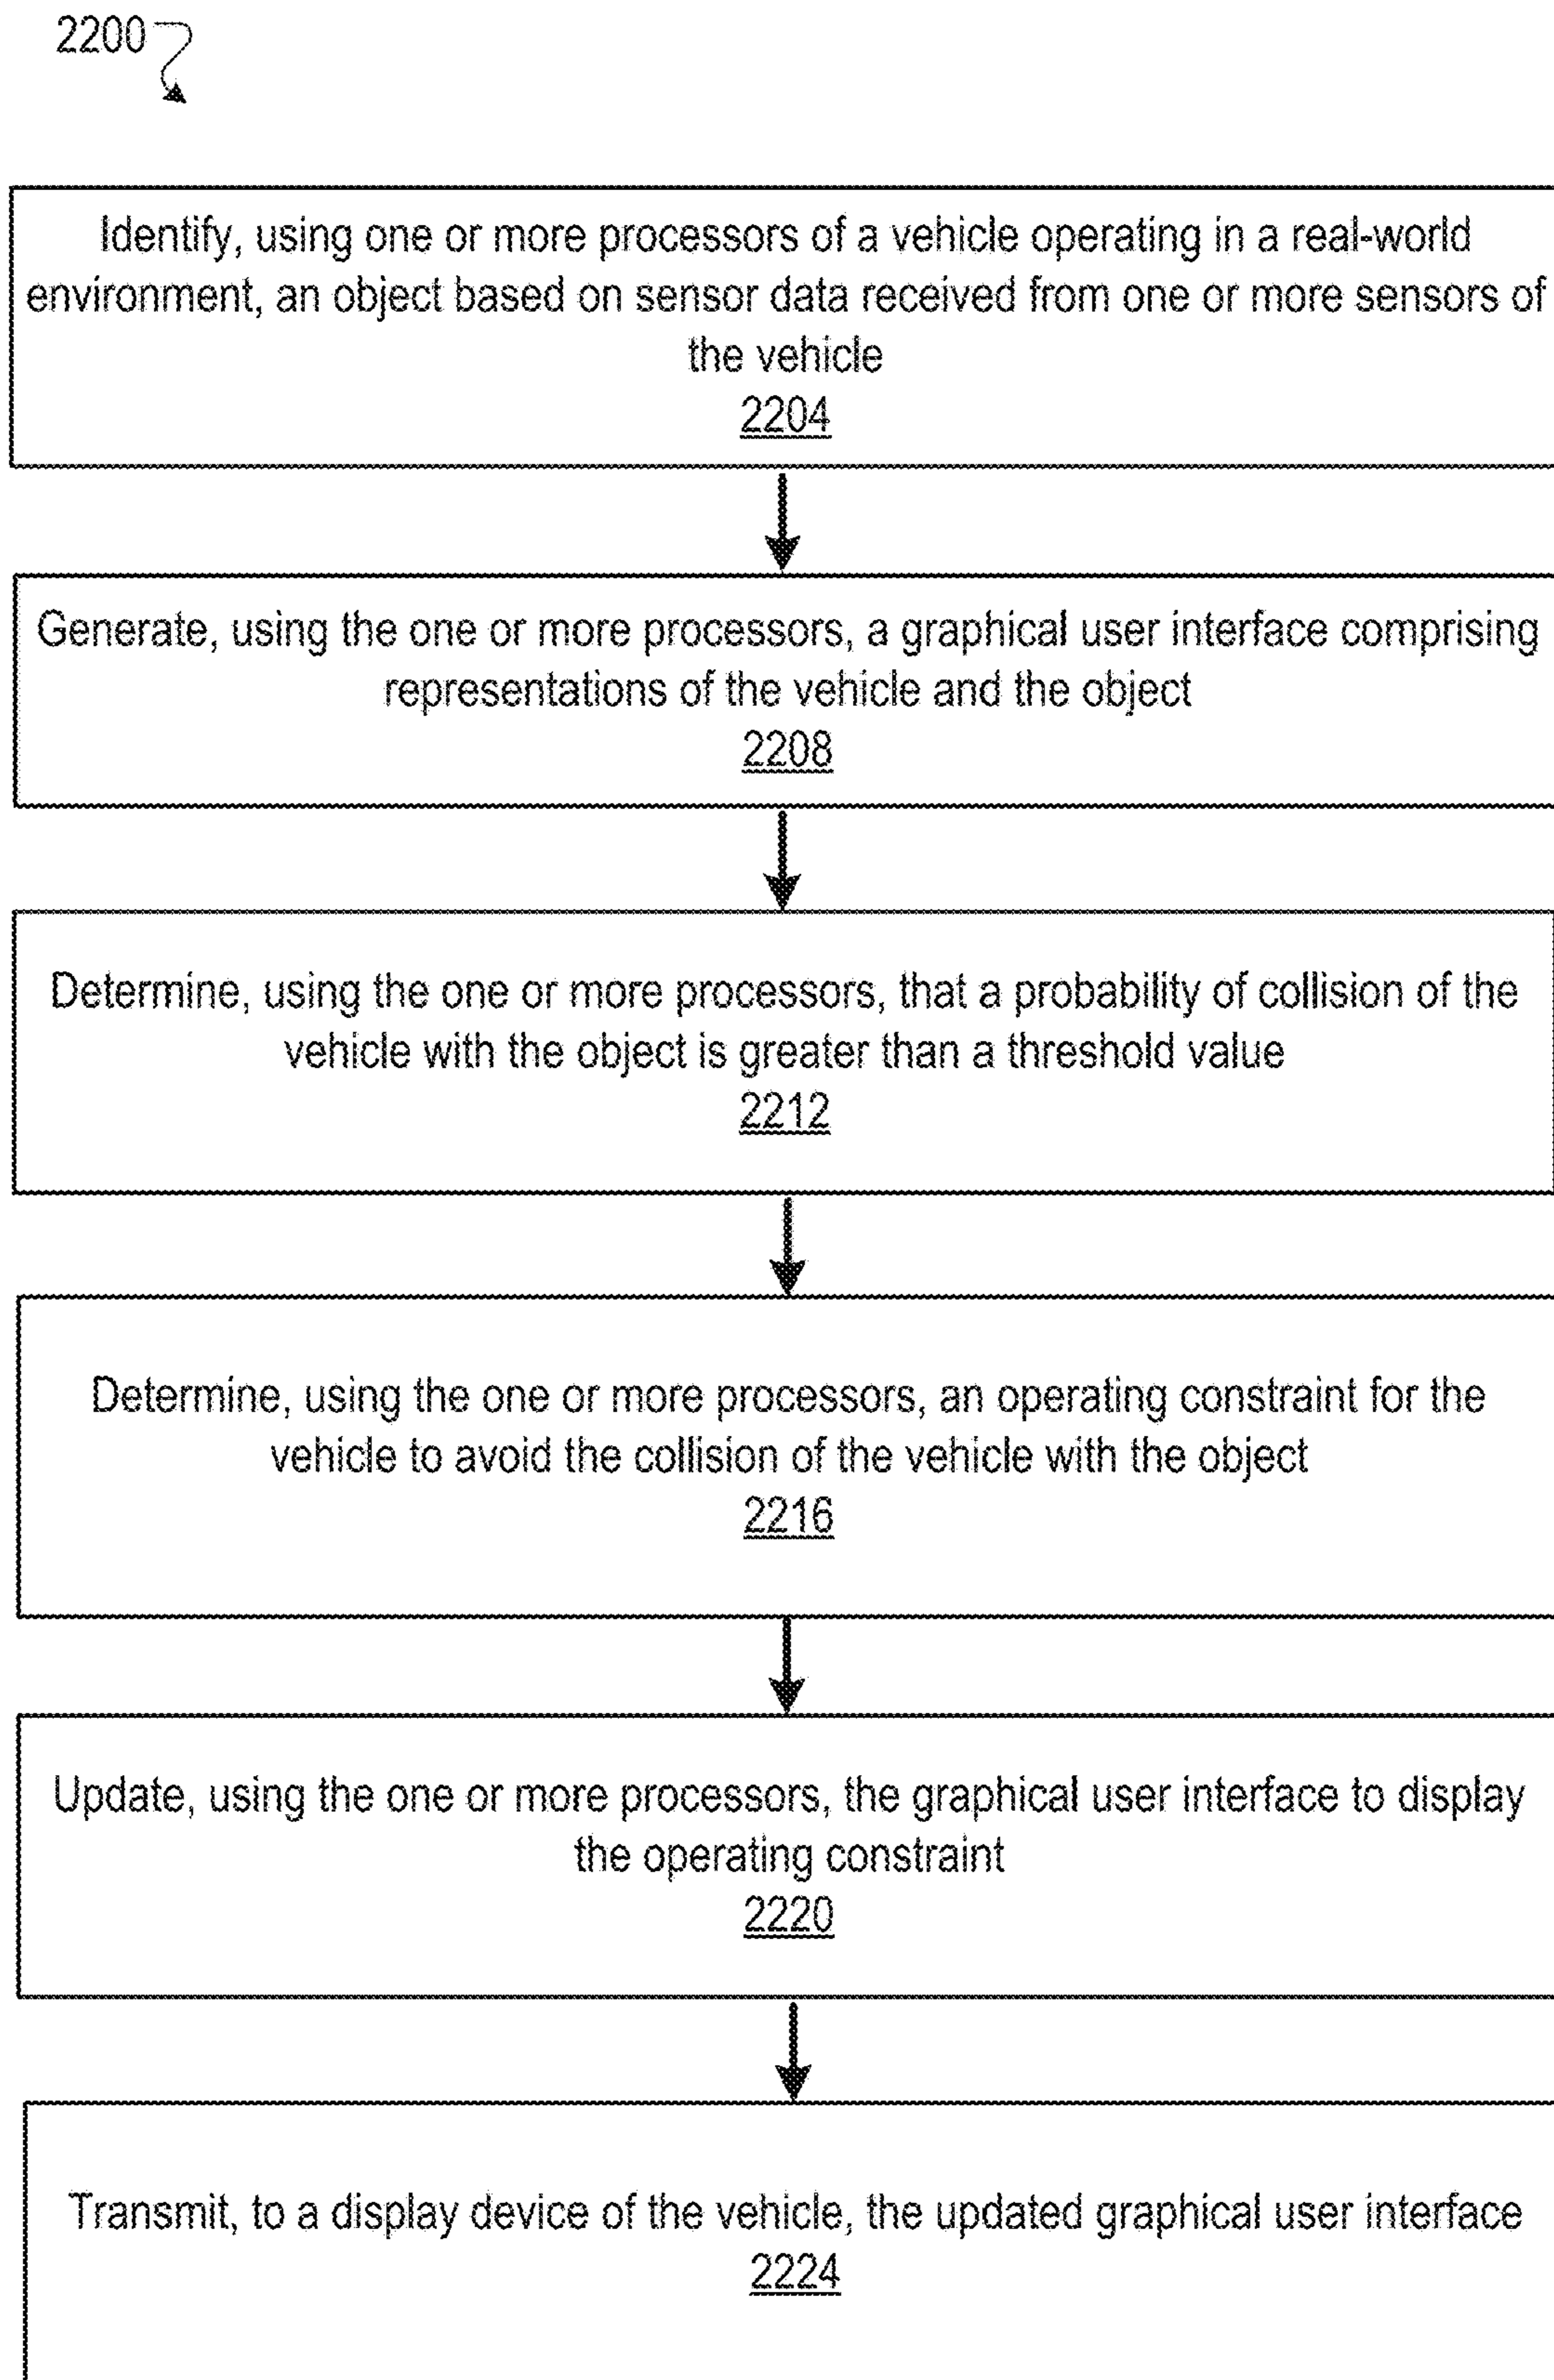 2200
Identify, using one or more processors of a vehicle operating in a real-world
environment, an object based on sensor data received from one or more sensors of
the vehicle
2204
Generate, using the one or more processors, a graphical user interface comprising
representations of the vehicle and the object
2208
Determine, using the one or more processors, that a probability of collision of the
vehicle with the object is greater than a threshold value
2212
Determine, using the one or more processors, an operating constraint for the
vehicle to avoid the collision of the vehicle with the object
2216
Update, using the one or more processors, the graphical user interface to display
the operating constraint
2220
Transmit, to a display device of the vehicle, the updated graphical user interface
2224